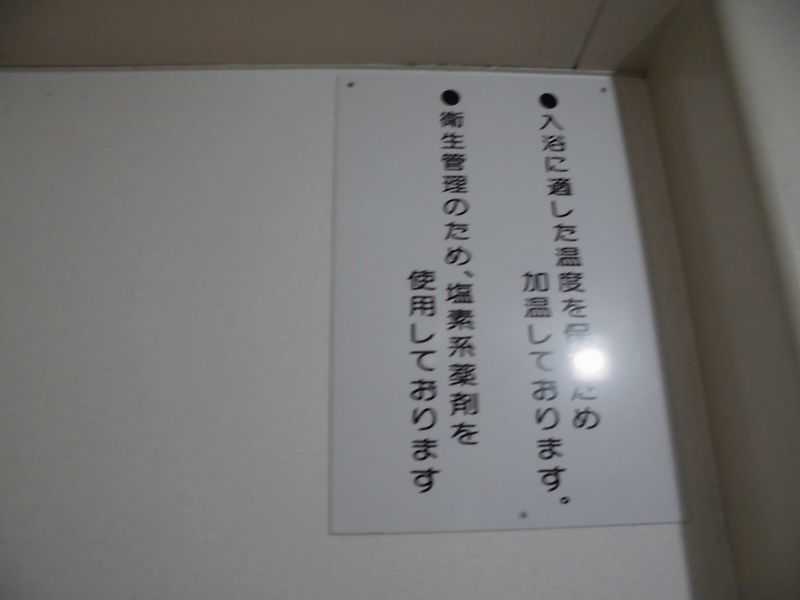 ●入浴に適した温度を保つため
加温しております。
●衛生管理のため、塩素系薬剤を
使用しております